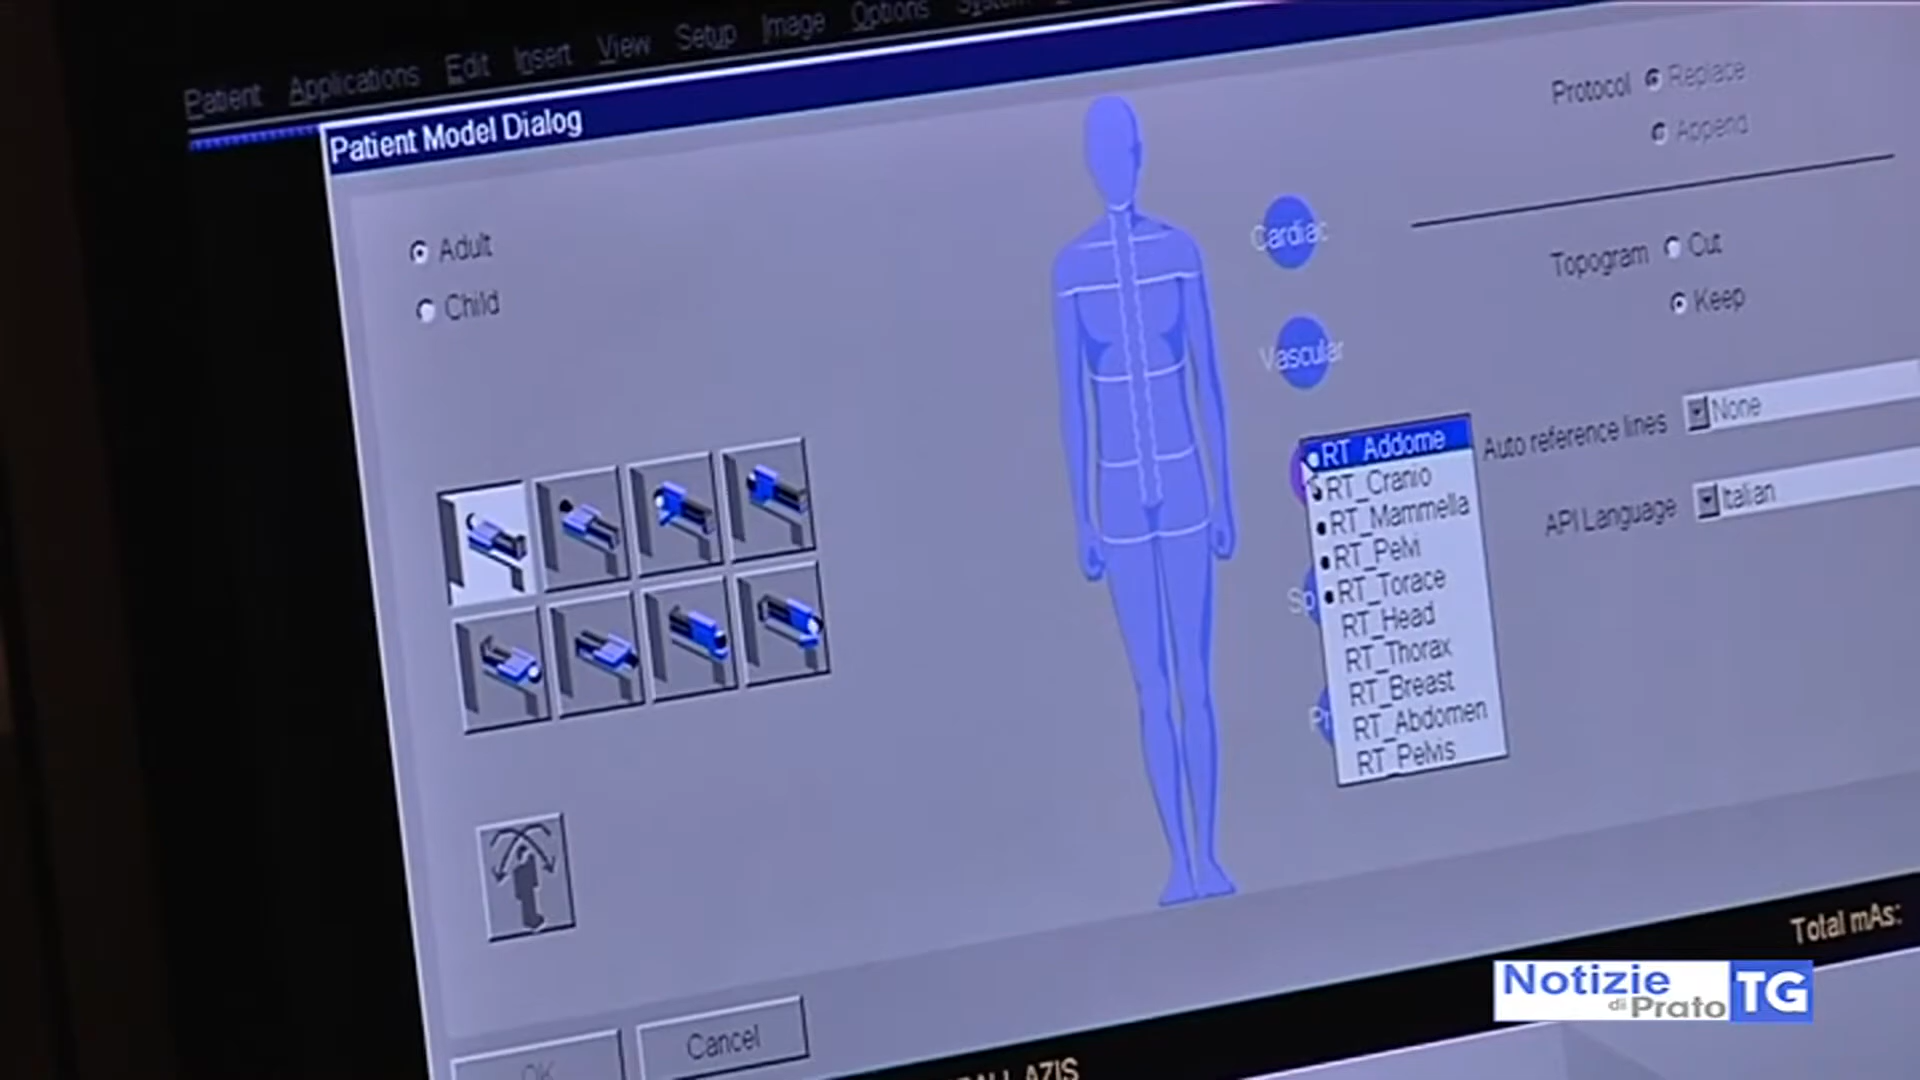 Patient Applications Edit Insert View Setup Image Options
Patient Model Dialog
Adult
Child
Cardiac
Vascular
Protocol Replace
Append
Topogram Cut
Keep
Auto reference lines None
API Language Italian
RT_Addome
RT_Cranio
RT_Mammella
RT_Pelvi
RT_Torace
RT_Head
RT_Thorax
RT_Breast
RT_Abdomen
RT_Pelvis
OK
Cancel
Total mAs:
Notizie
di Prato
TG